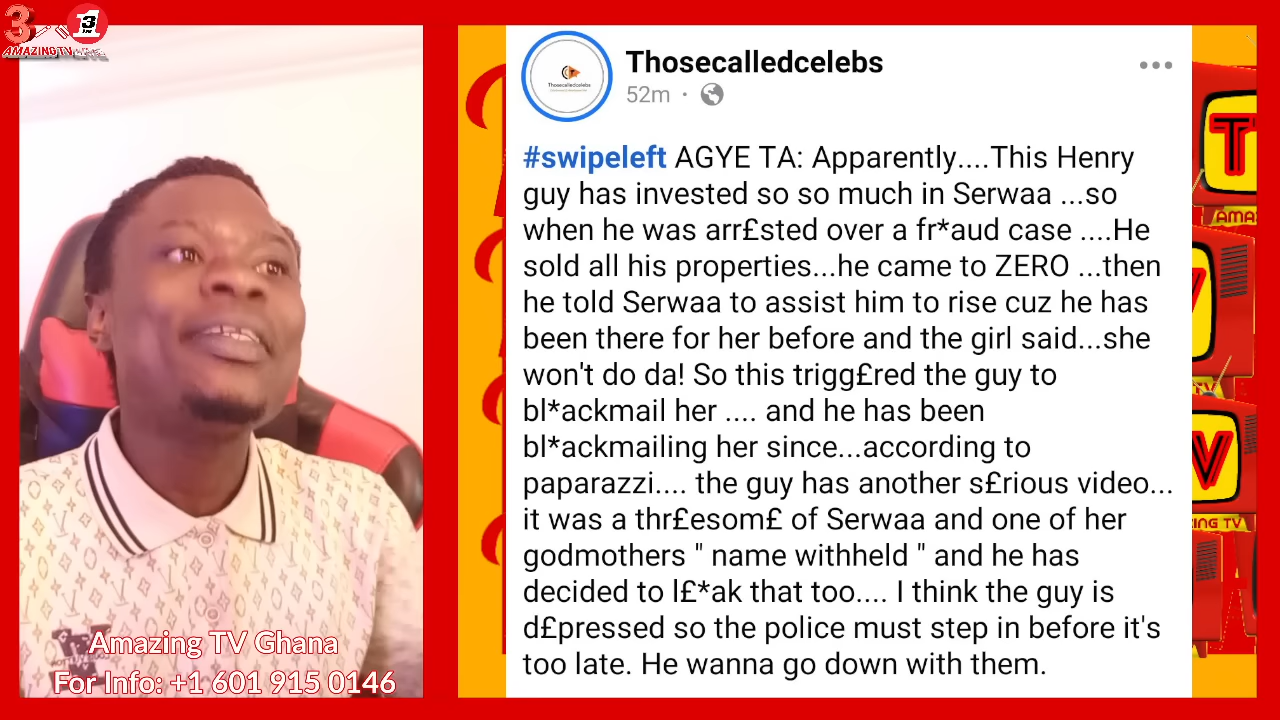 AMAZING TV
Thosecalledcelebs
52m ·
Thosecalledcelebs
#swipeleft AGYE TA: Apparently....This Henry
guy has invested so so much in Serwaa ...so
when he was arr£sted over a fr*aud case ....He
sold all his properties...he came to ZERO ...then
he told Serwaa to assist him to rise cuz he has
been there for her before and the girl said...she
won't do da! So this trigg£red the guy to
bl*ackmail her .... and he has been
bl*ackmailing her since...according to
paparazzi.... the guy has another s£rious video...
it was a thr£esom£ of Serwaa and one of her
godmothers " name withheld " and he has
decided to l£*ak that too.... I think the guy is
d£pressed so the police must step in before it's
too late. He wanna go down with them.
Amazing TV Ghana
For Info: +1 601 915 0146